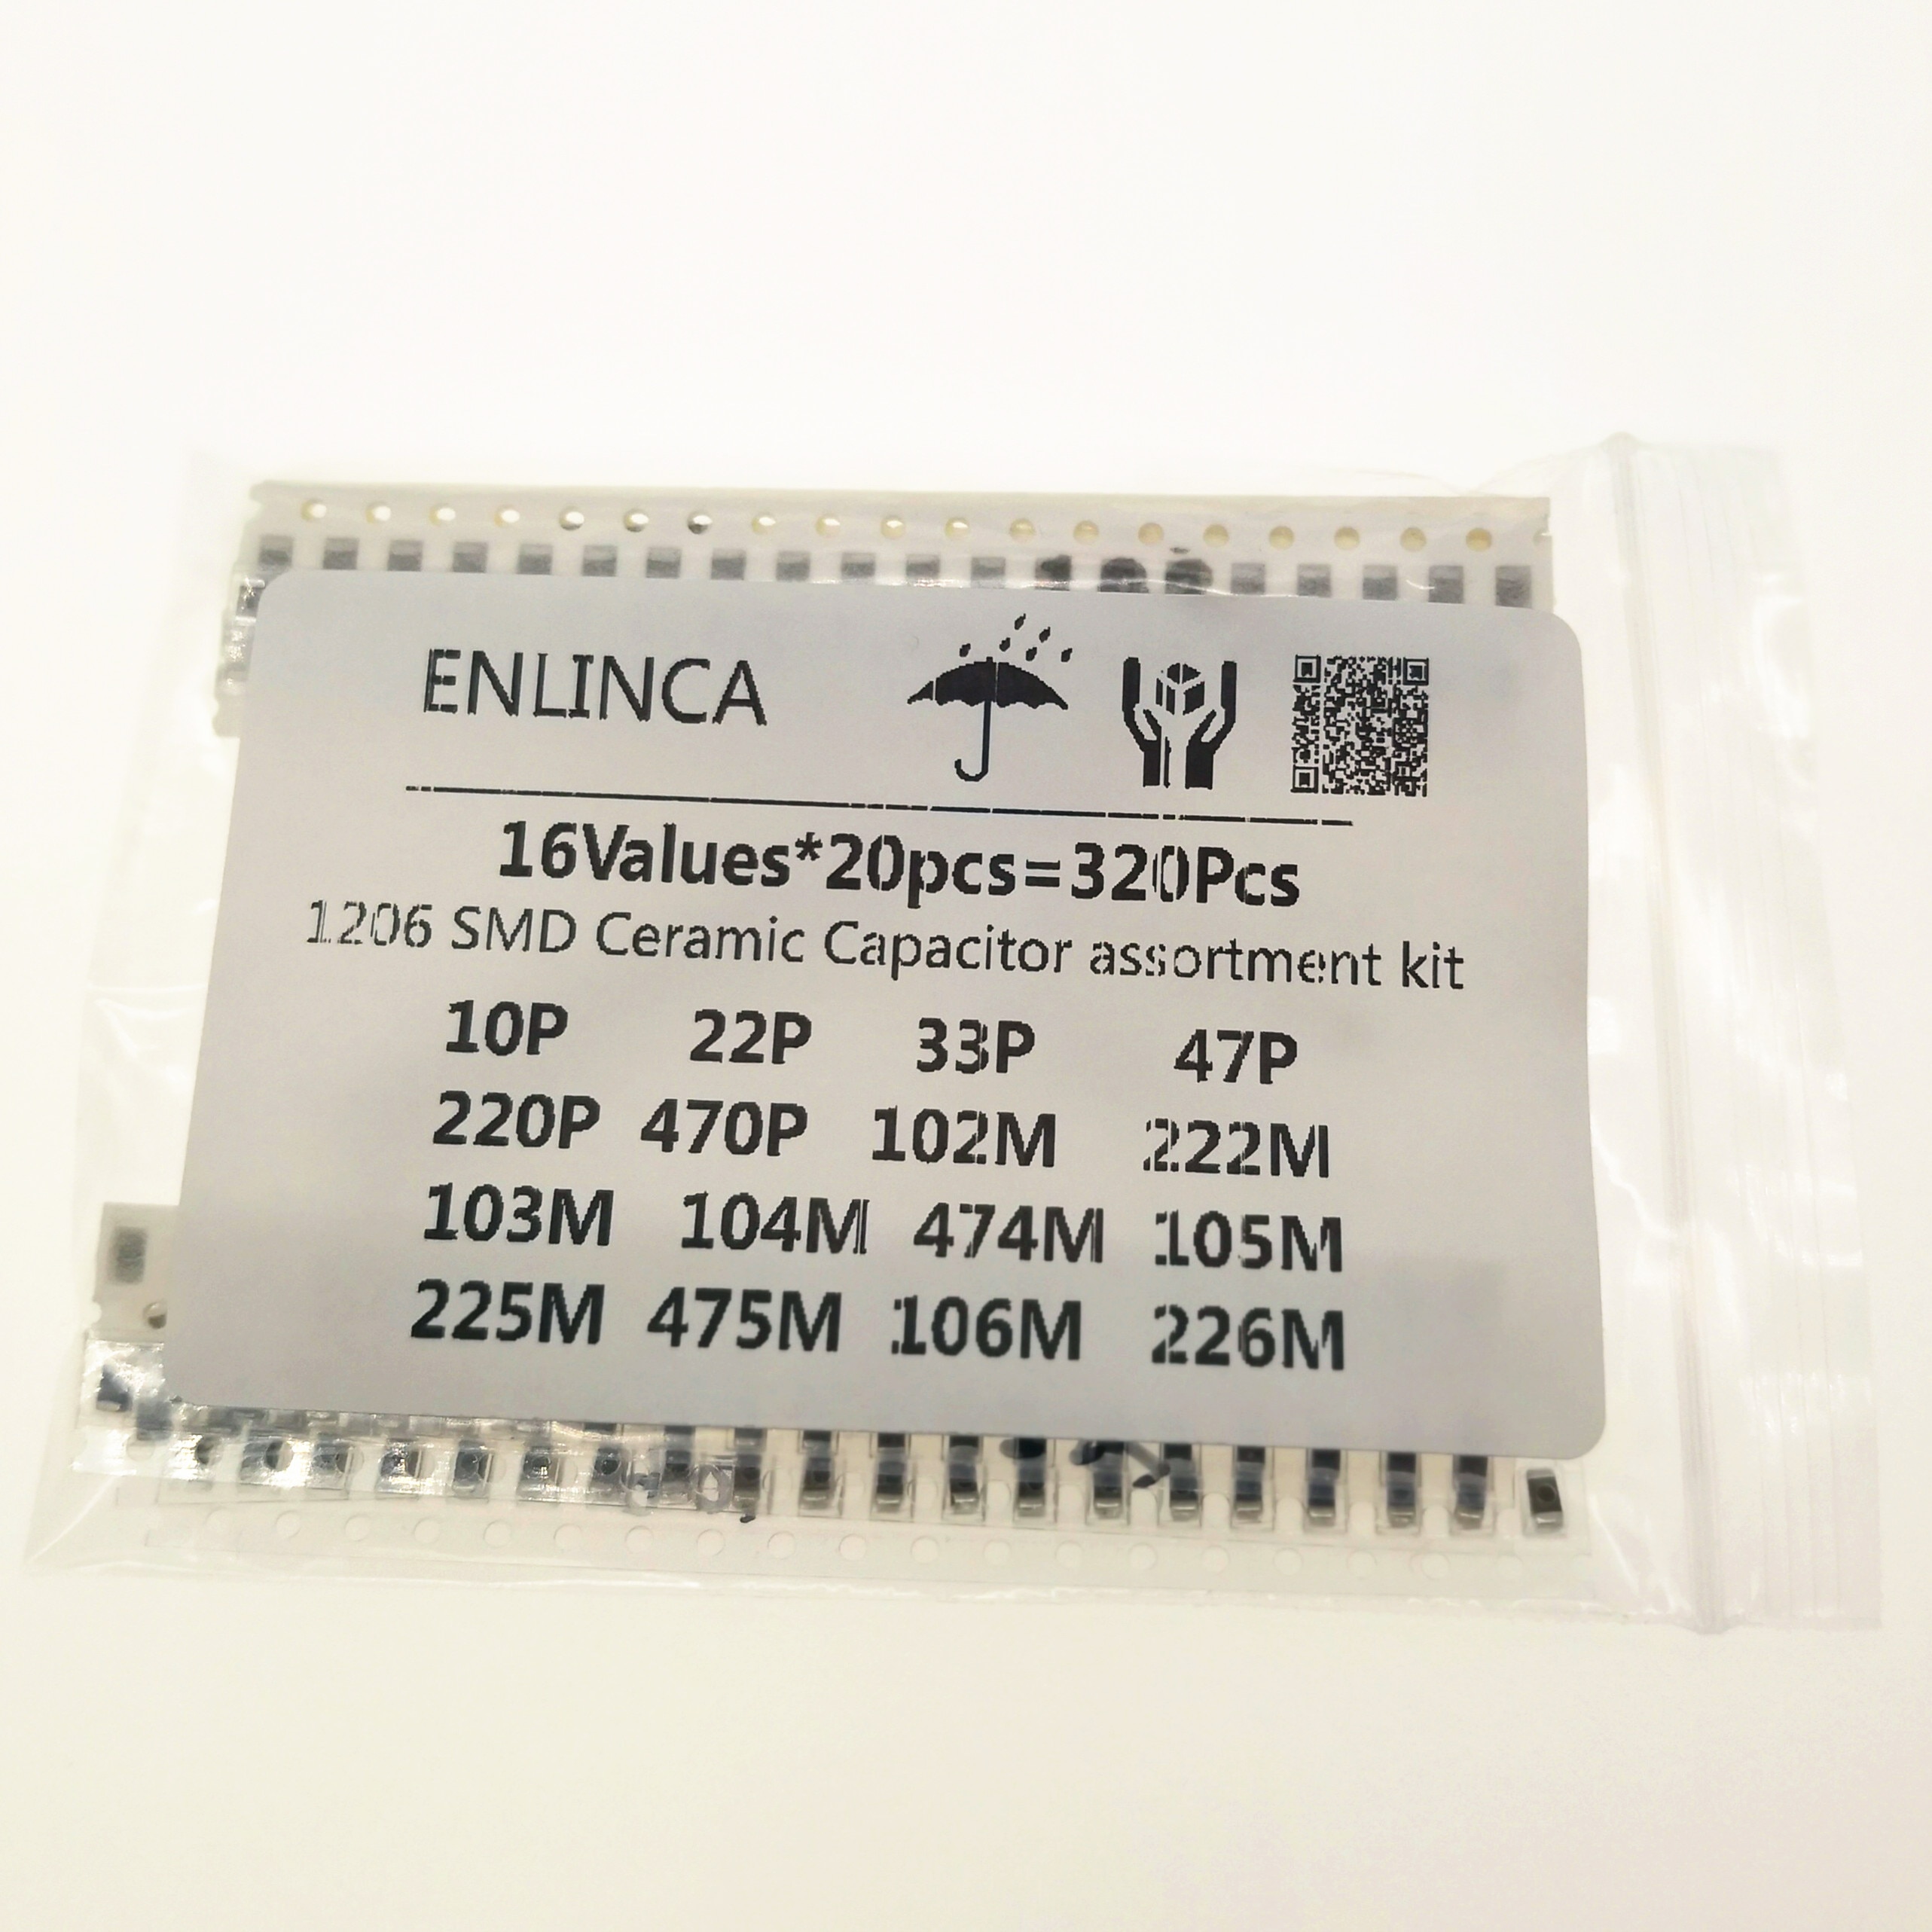 ENLINCA
16Values*20pcs=320Pcs
1206 SMD Ceramic Capacitor assortment kit
10P 22P 33P 47P
220P 470P 102M 222M
103M 104M 474M 105M
225M 475M 106M 226M